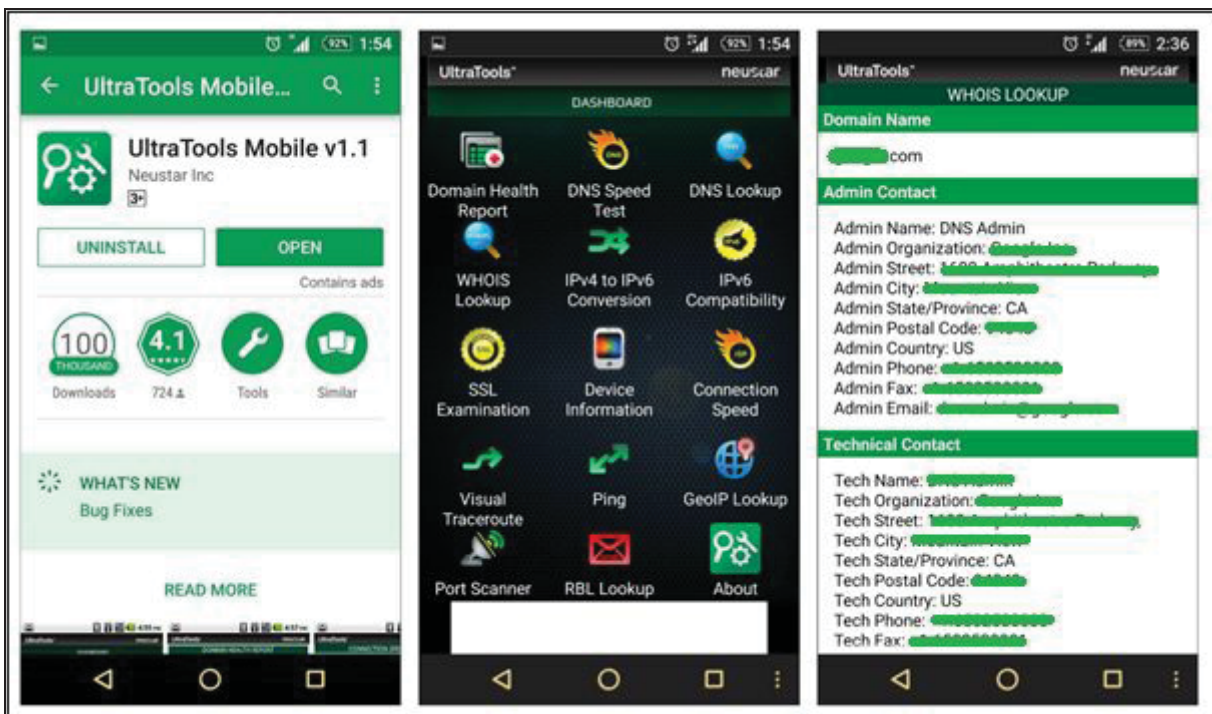 92% 1:54
UltraTools Mobile...
UltraTools Mobile v1.1
Neustar Inc
3+
UNINSTALL
OPEN
Contains ads
100
THOUSAND
Downloads
4.1
724
Tools
Similar
WHAT'S NEW
Bug Fixes
READ MORE
92% 1:54
UltraTools
neustar
DASHBOARD
Domain Health
Report
DNS Speed
Test
DNS Lookup
WHOIS
Lookup
IPv4 to IPv6
Conversion
IPv6
Compatibility
SSL
Examination
Device
Information
Connection
Speed
Visual
Traceroute
Ping
GeoIP Lookup
Port Scanner
RBL Lookup
About
89% 2:36
UltraTools
neustar
WHOIS LOOKUP
Domain Name
.com
Admin Contact
Admin Name: DNS Admin
Admin Organization:
Admin Street:
Admin City:
Admin State/Province: CA
Admin Postal Code:
Admin Country: US
Admin Phone:
Admin Fax:
Admin Email:
Technical Contact
Tech Name:
Tech Organization:
Tech Street:
Tech City:
Tech State/Province: CA
Tech Postal Code:
Tech Country: US
Tech Phone:
Tech Fax: